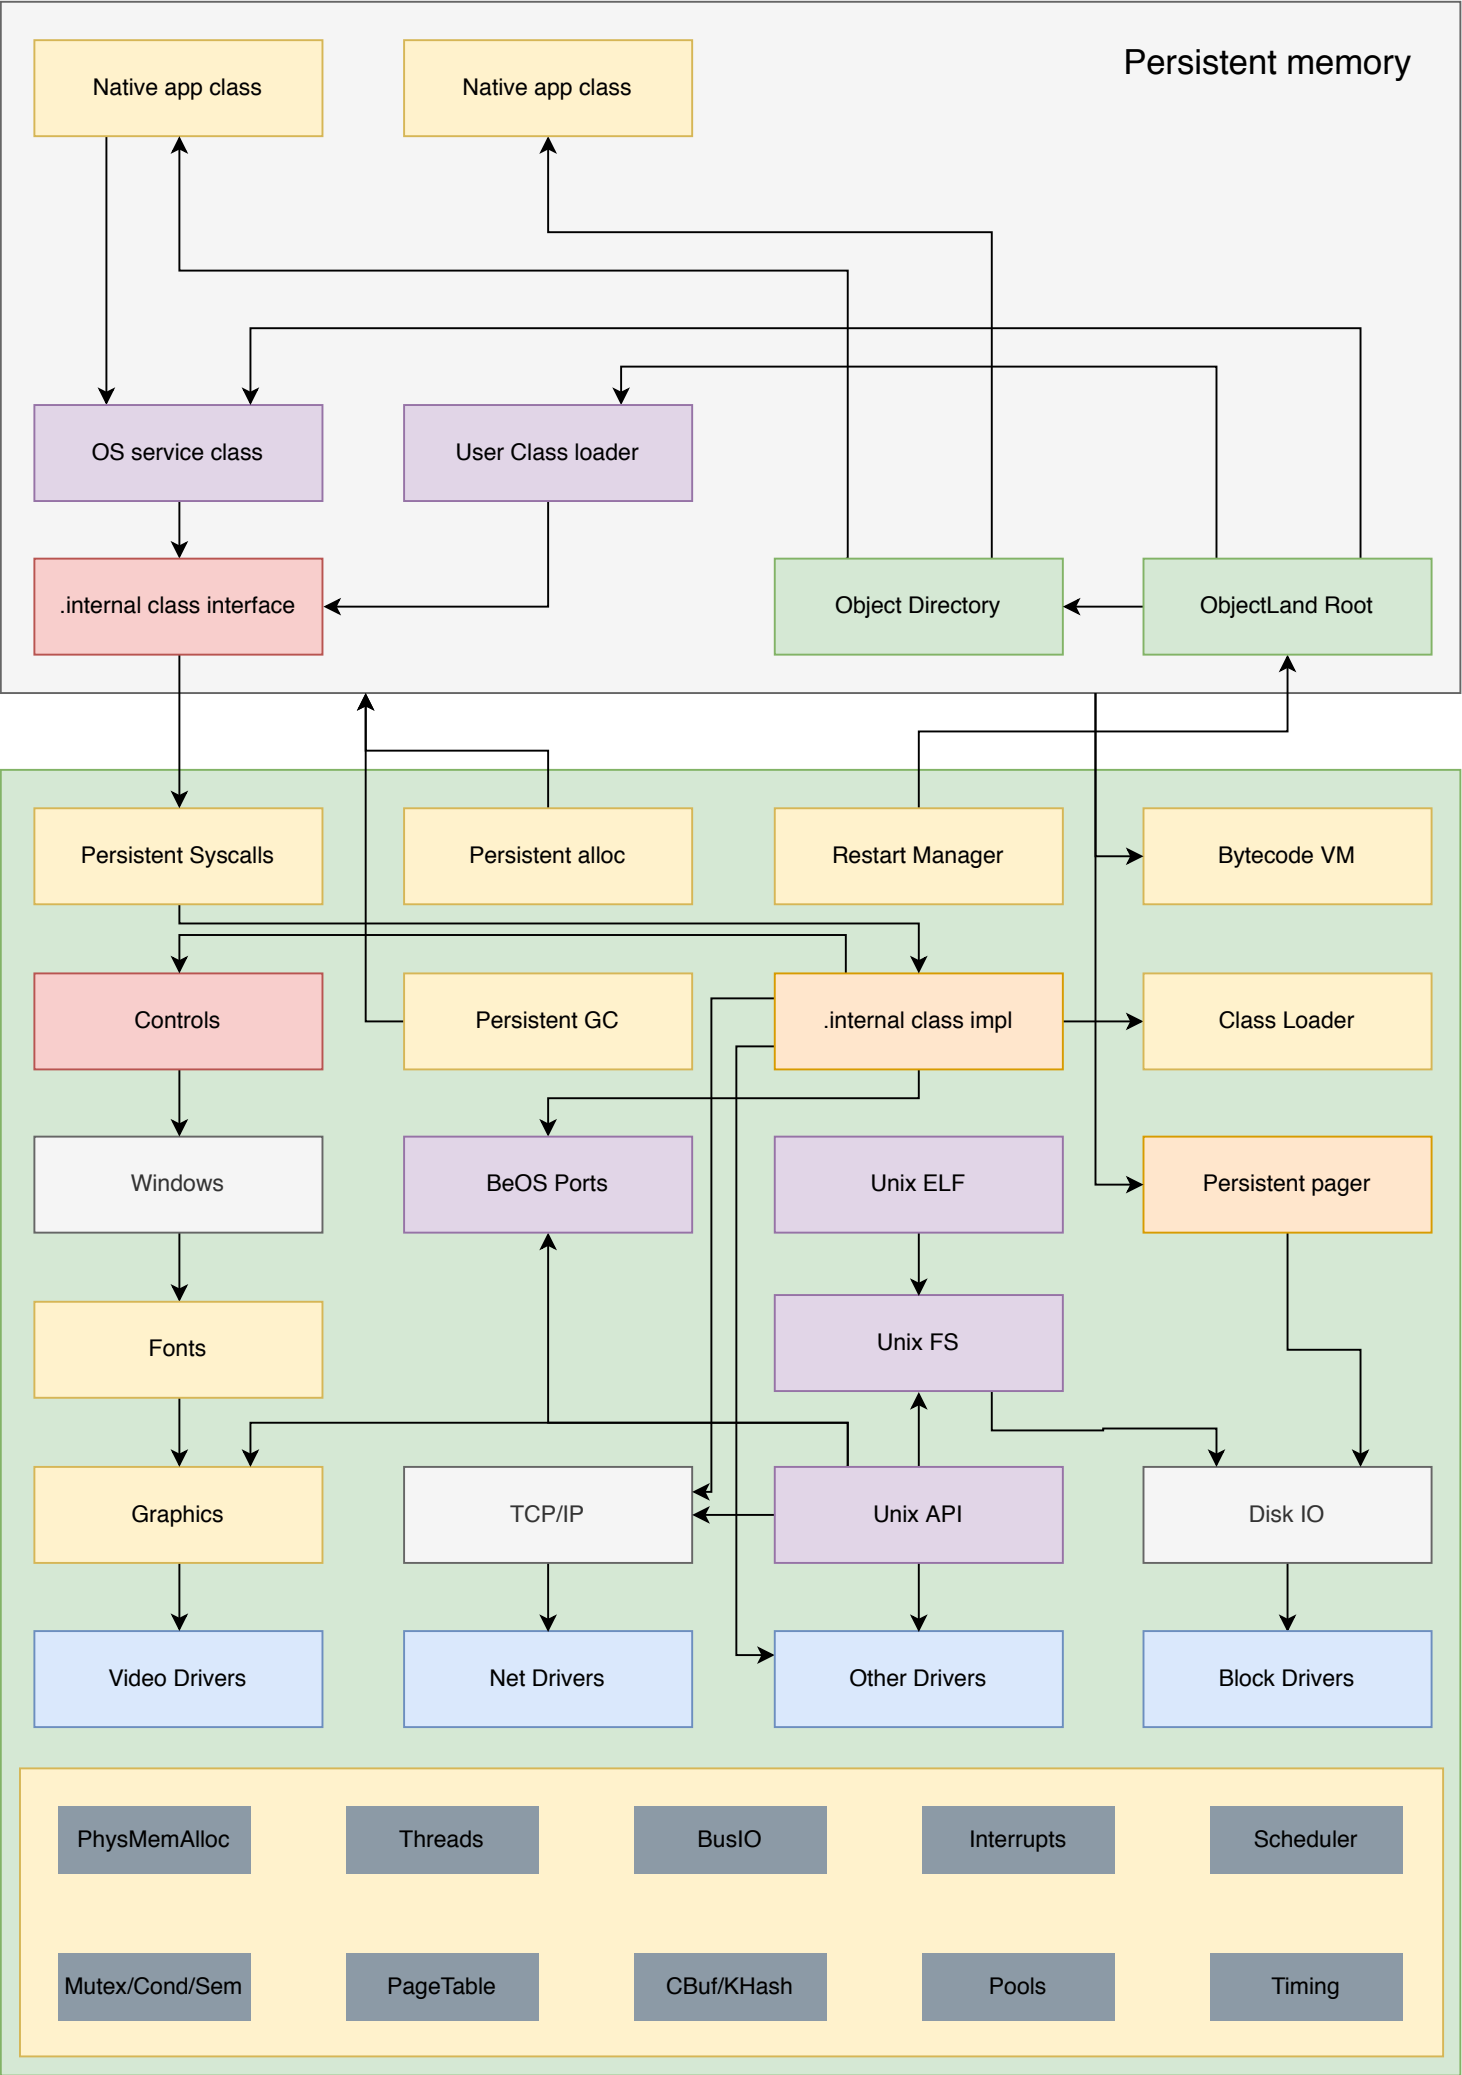 Persistent memory
Native app class
Native app class
OS service class
User Class loader
.internal class interface
Object Directory
ObjectLand Root
Persistent Syscalls
Persistent alloc
Restart Manager
Bytecode VM
Controls
Persistent GC
.internal class impl
Class Loader
Windows
BeOS Ports
Unix ELF
Persistent pager
Fonts
Unix FS
Graphics
TCP/IP
Unix API
Disk IO
Video Drivers
Net Drivers
Other Drivers
Block Drivers
PhysMemAlloc
Threads
BusIO
Interrupts
Scheduler
Mutex/Cond/Sem
PageTable
CBuf/KHash
Pools
Timing